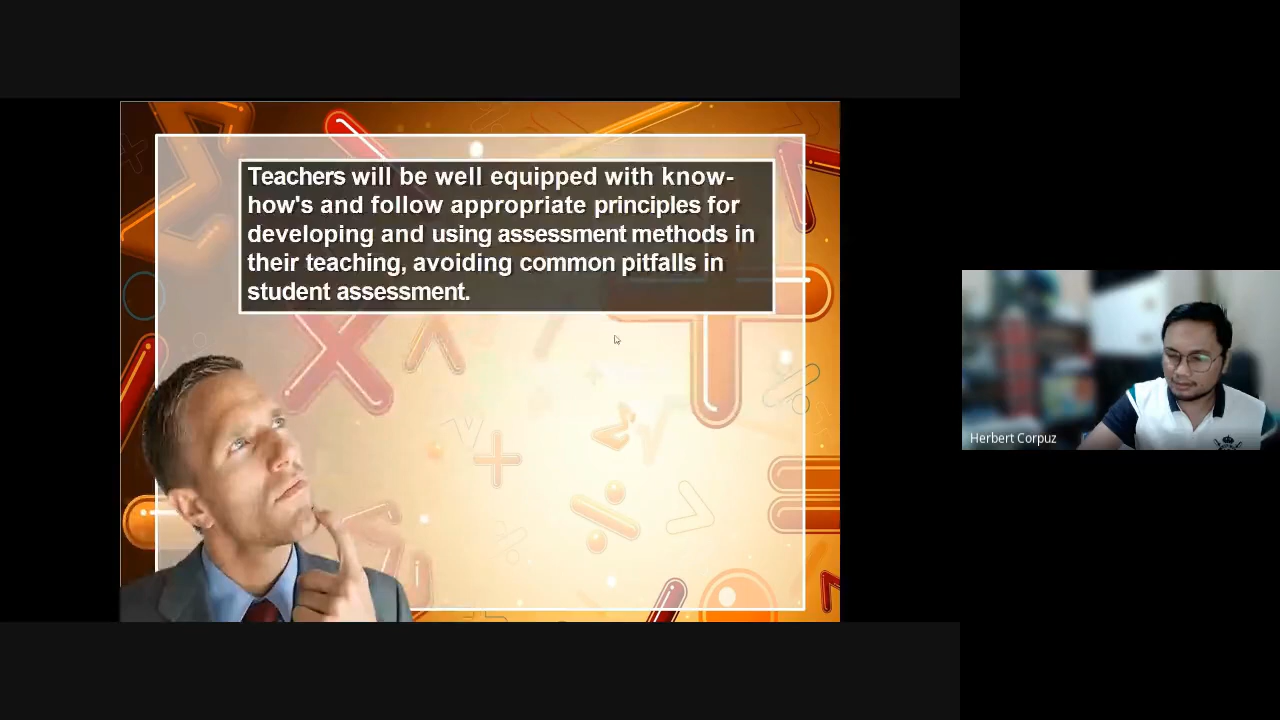 Teachers will be well equipped with know-
how's and follow appropriate principles for
developing and using assessment methods in
their teaching, avoiding common pitfalls in
student assessment.
Herbert Corpuz